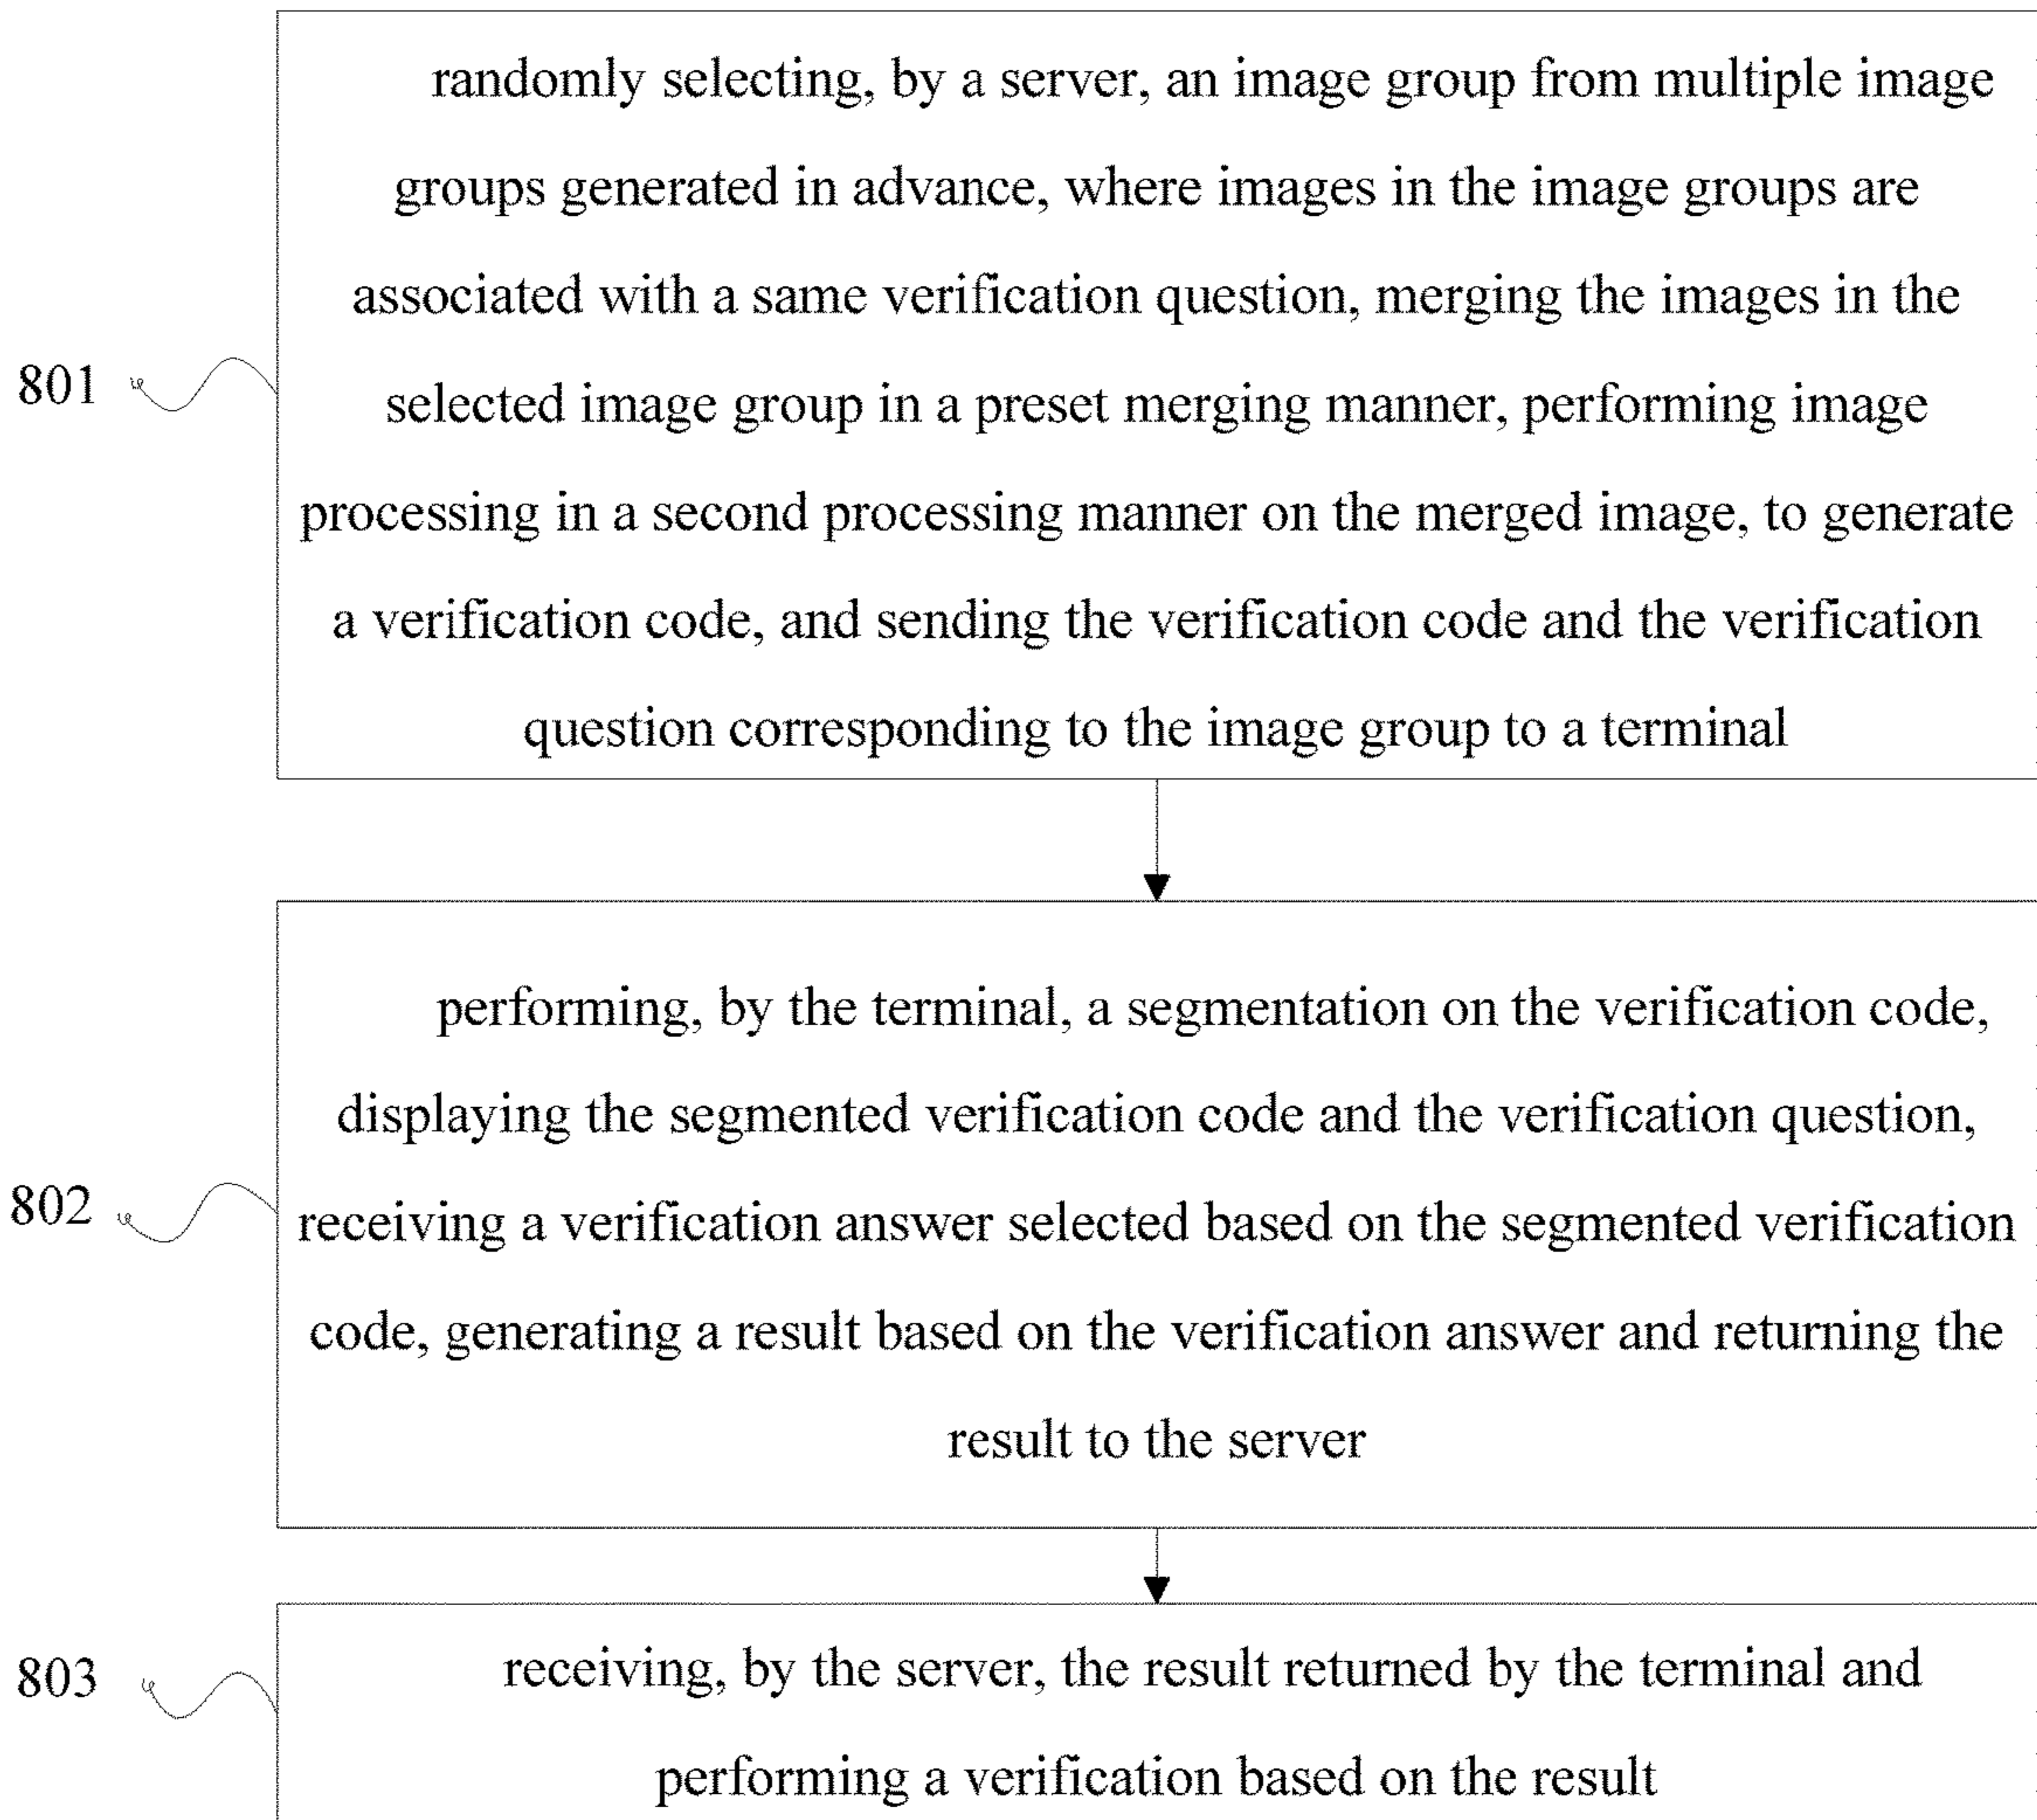 randomly selecting, by a server, an image group from multiple image
groups generated in advance, where images in the image groups are
associated with a same verification question, merging the images in the
801
selected image group in a preset merging manner, performing image
processing in a second processing manner on the merged image, to generate
a verification code, and sending the verification code and the verification
question corresponding to the image group to a terminal
performing, by the terminal, a segmentation on the verification code,
displaying the segmented verification code and the verification question,
802
receiving a verification answer selected based on the segmented verification
code, generating a result based on the verification answer and returning the
result to the server
803
receiving, by the server, the result returned by the terminal and
performing a verification based on the result